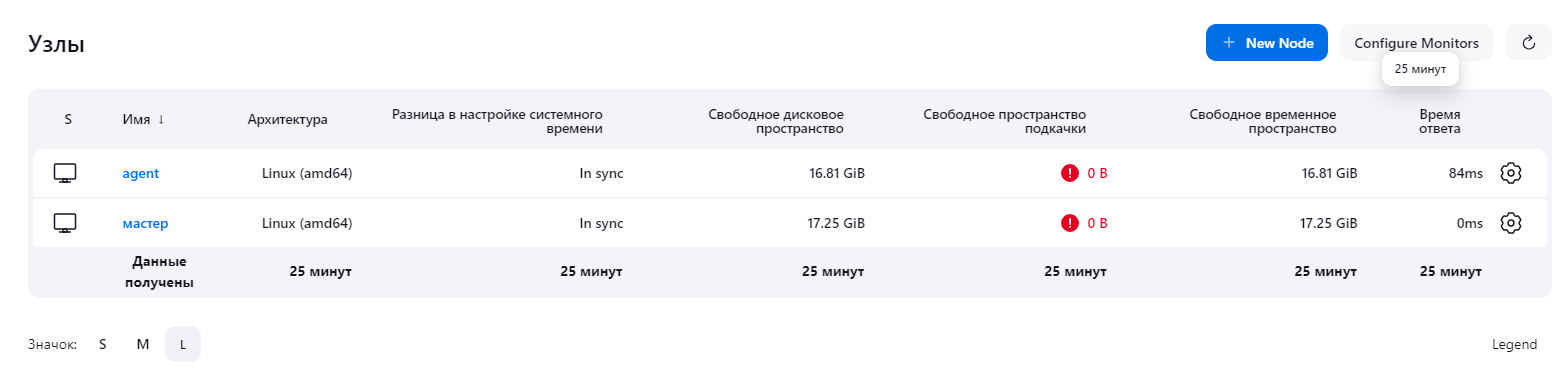 Узлы
+ New Node
Configure Monitors
25 минут
S
Имя ↓
Архитектура
Разница в настройке системного
времени
Свободное дисковое
пространство
Свободное пространство
подкачки
Свободное временное
пространство
Время
ответа
agent Linux (amd64) In sync 16.81 GiB 0 B 16.81 GiB 84ms
мастер Linux (amd64) In sync 17.25 GiB 0 B 17.25 GiB 0ms
Данные
получены
25 минут 25 минут 25 минут 25 минут 25 минут 25 минут
Значок: S M L
Legend